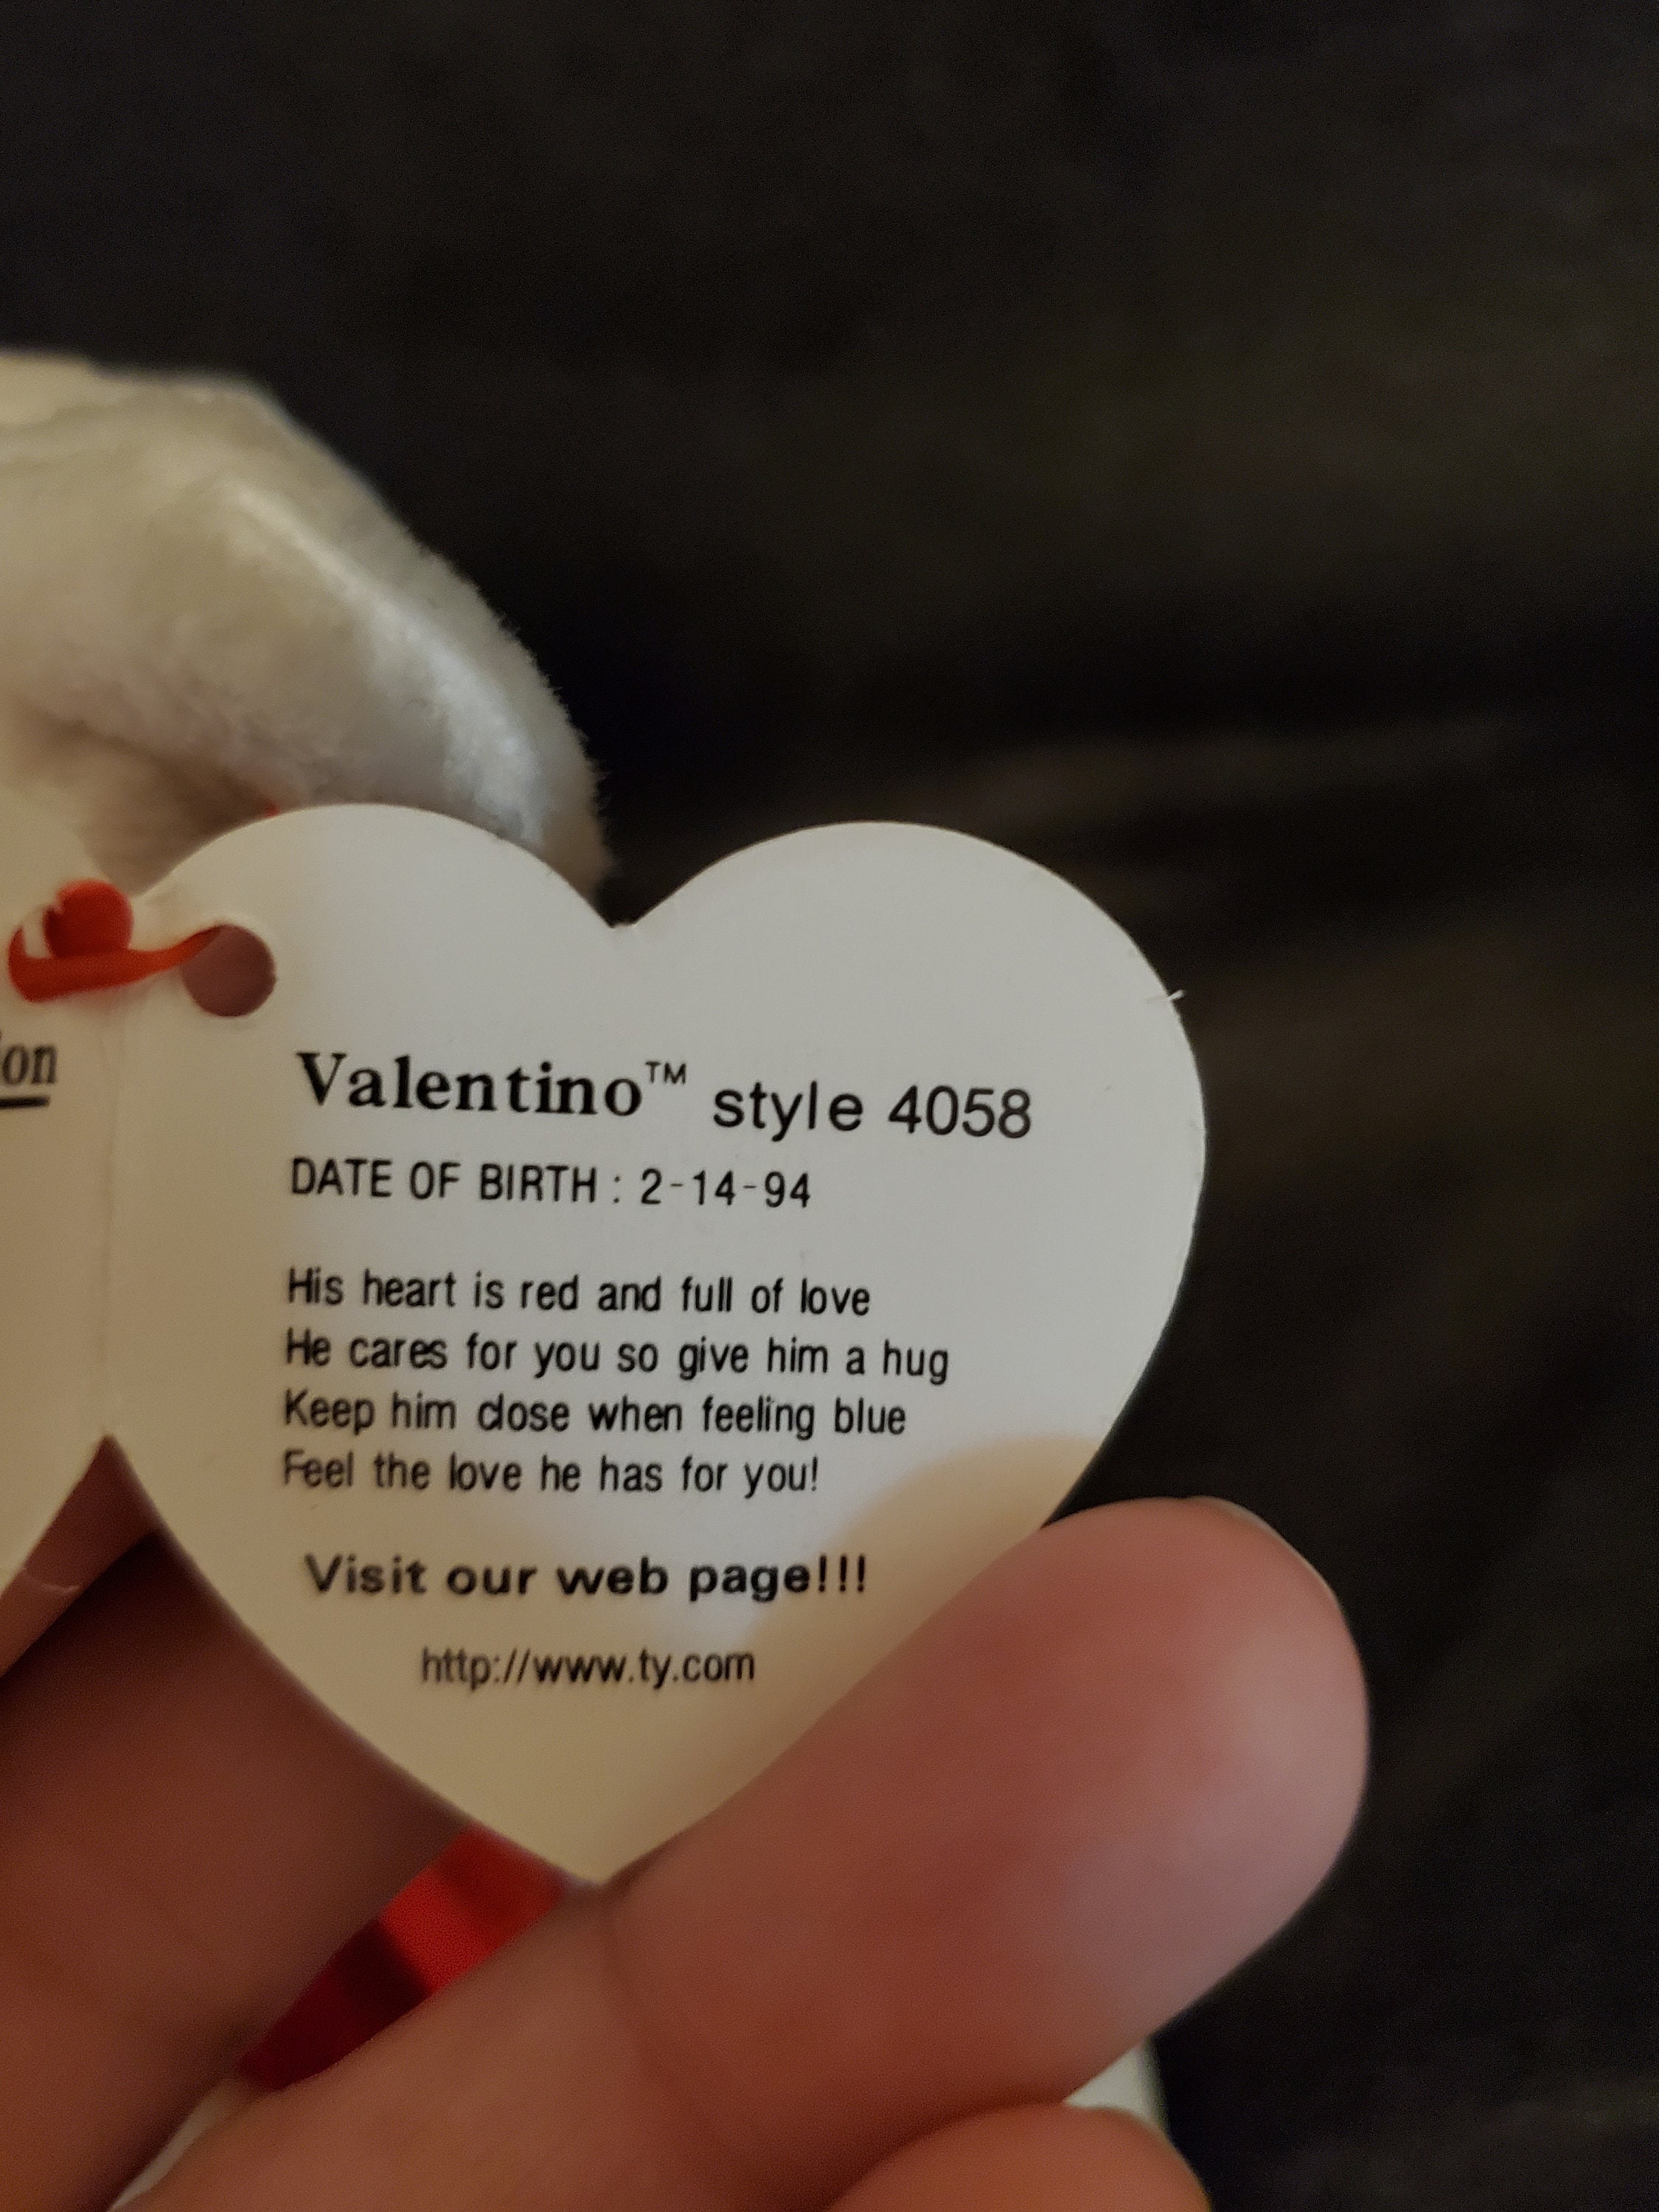 ion
Valentino™ style 4058
DATE OF BIRTH : 2-14-94
His heart is red and full of love
He cares for you so give him a hug
Keep him close when feeling blue
Feel the love he has for you!
Visit our web page!!!
http://www.ty.com